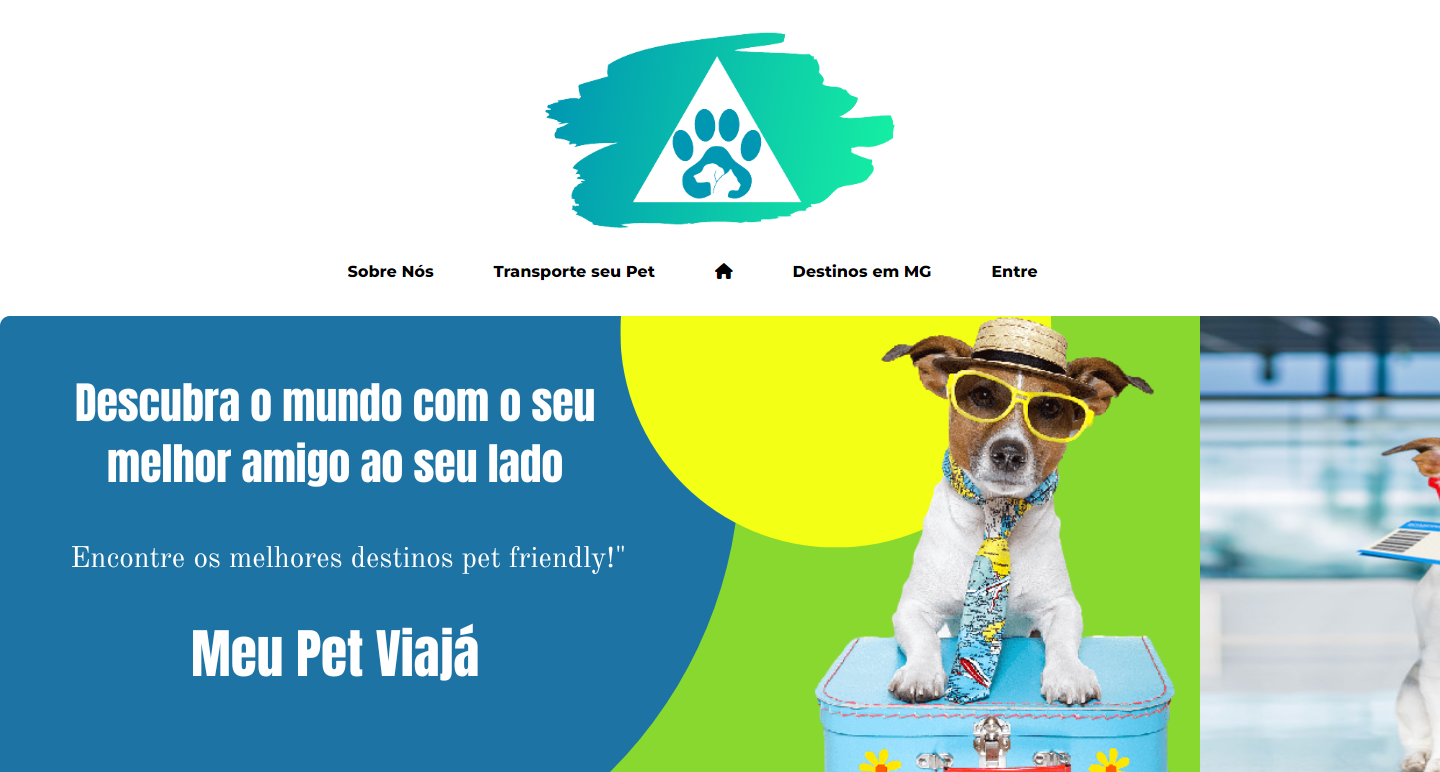 Sobre Nós
Transporte seu Pet
Destinos em MG
Entre
Descubra o mundo com o seu
melhor amigo ao seu lado
Encontre os melhores destinos pet friendly!"
Meu Pet Viajá